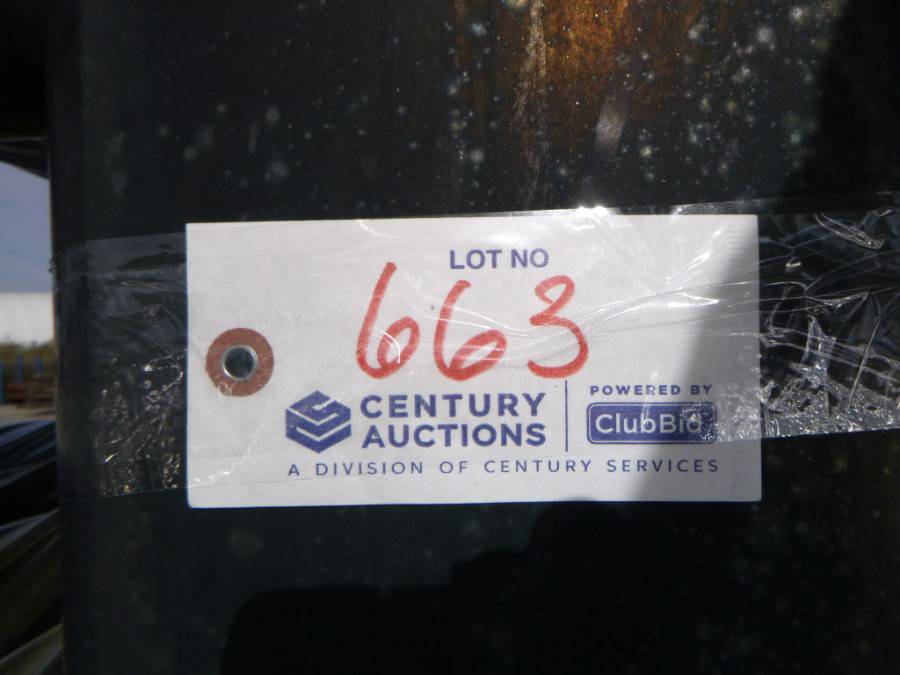 LOT NO
663
CENTURY AUCTIONS
POWERED BY
ClubBid
A DIVISION OF CENTURY SERVICES